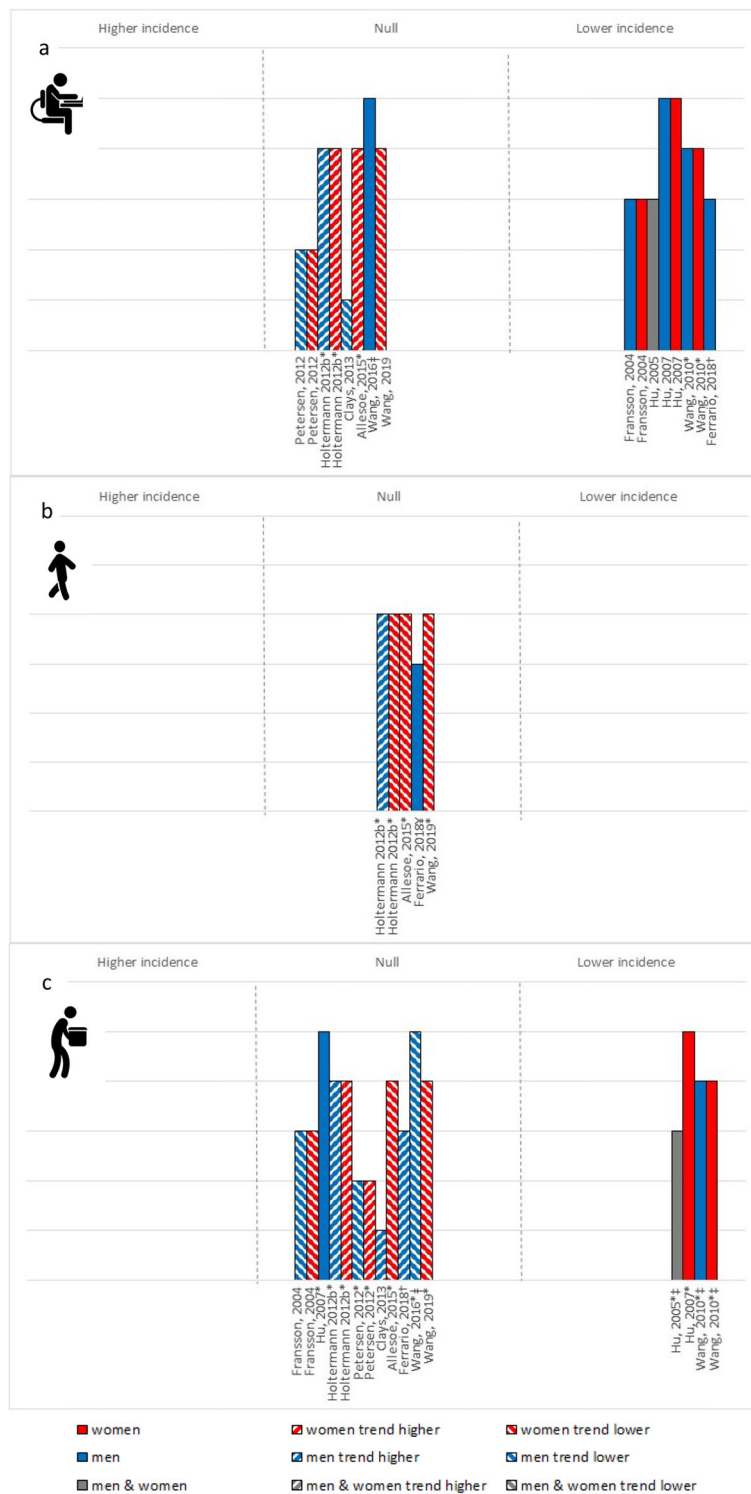 Higher incidence Null Lower incidence
a
Petersen, 2012
Petersen, 2012
Holtermann 2012b*
Holtermann 2012b*
Clays, 2013
Allesoe, 2015*
Wang, 2016‡
Wang, 2019
Fransson, 2004
Fransson, 2004
Hu, 2005
Hu, 2007
Hu, 2007
Wang, 2010*
Wang, 2010*
Ferrario, 2018†
Higher incidence Null Lower incidence
b
Holtermann 2012b*
Holtermann 2012b*
Allesoe, 2015*
Ferrario, 2018¥
Wang, 2019*
Higher incidence Null Lower incidence
c
Fransson, 2004
Fransson, 2004
Hu, 2007*
Holtermann 2012b*
Holtermann 2012b*
Petersen, 2012*
Petersen, 2012*
Clays, 2013
Allesoe, 2015*
Ferrario, 2018†
Wang, 2016*‡
Wang, 2019*
Hu, 2005*‡
Hu, 2007*
Wang, 2010*‡
Wang, 2010*‡
women women trend higher women trend lower
men men trend higher men trend lower
men & women men & women trend higher men & women trend lower